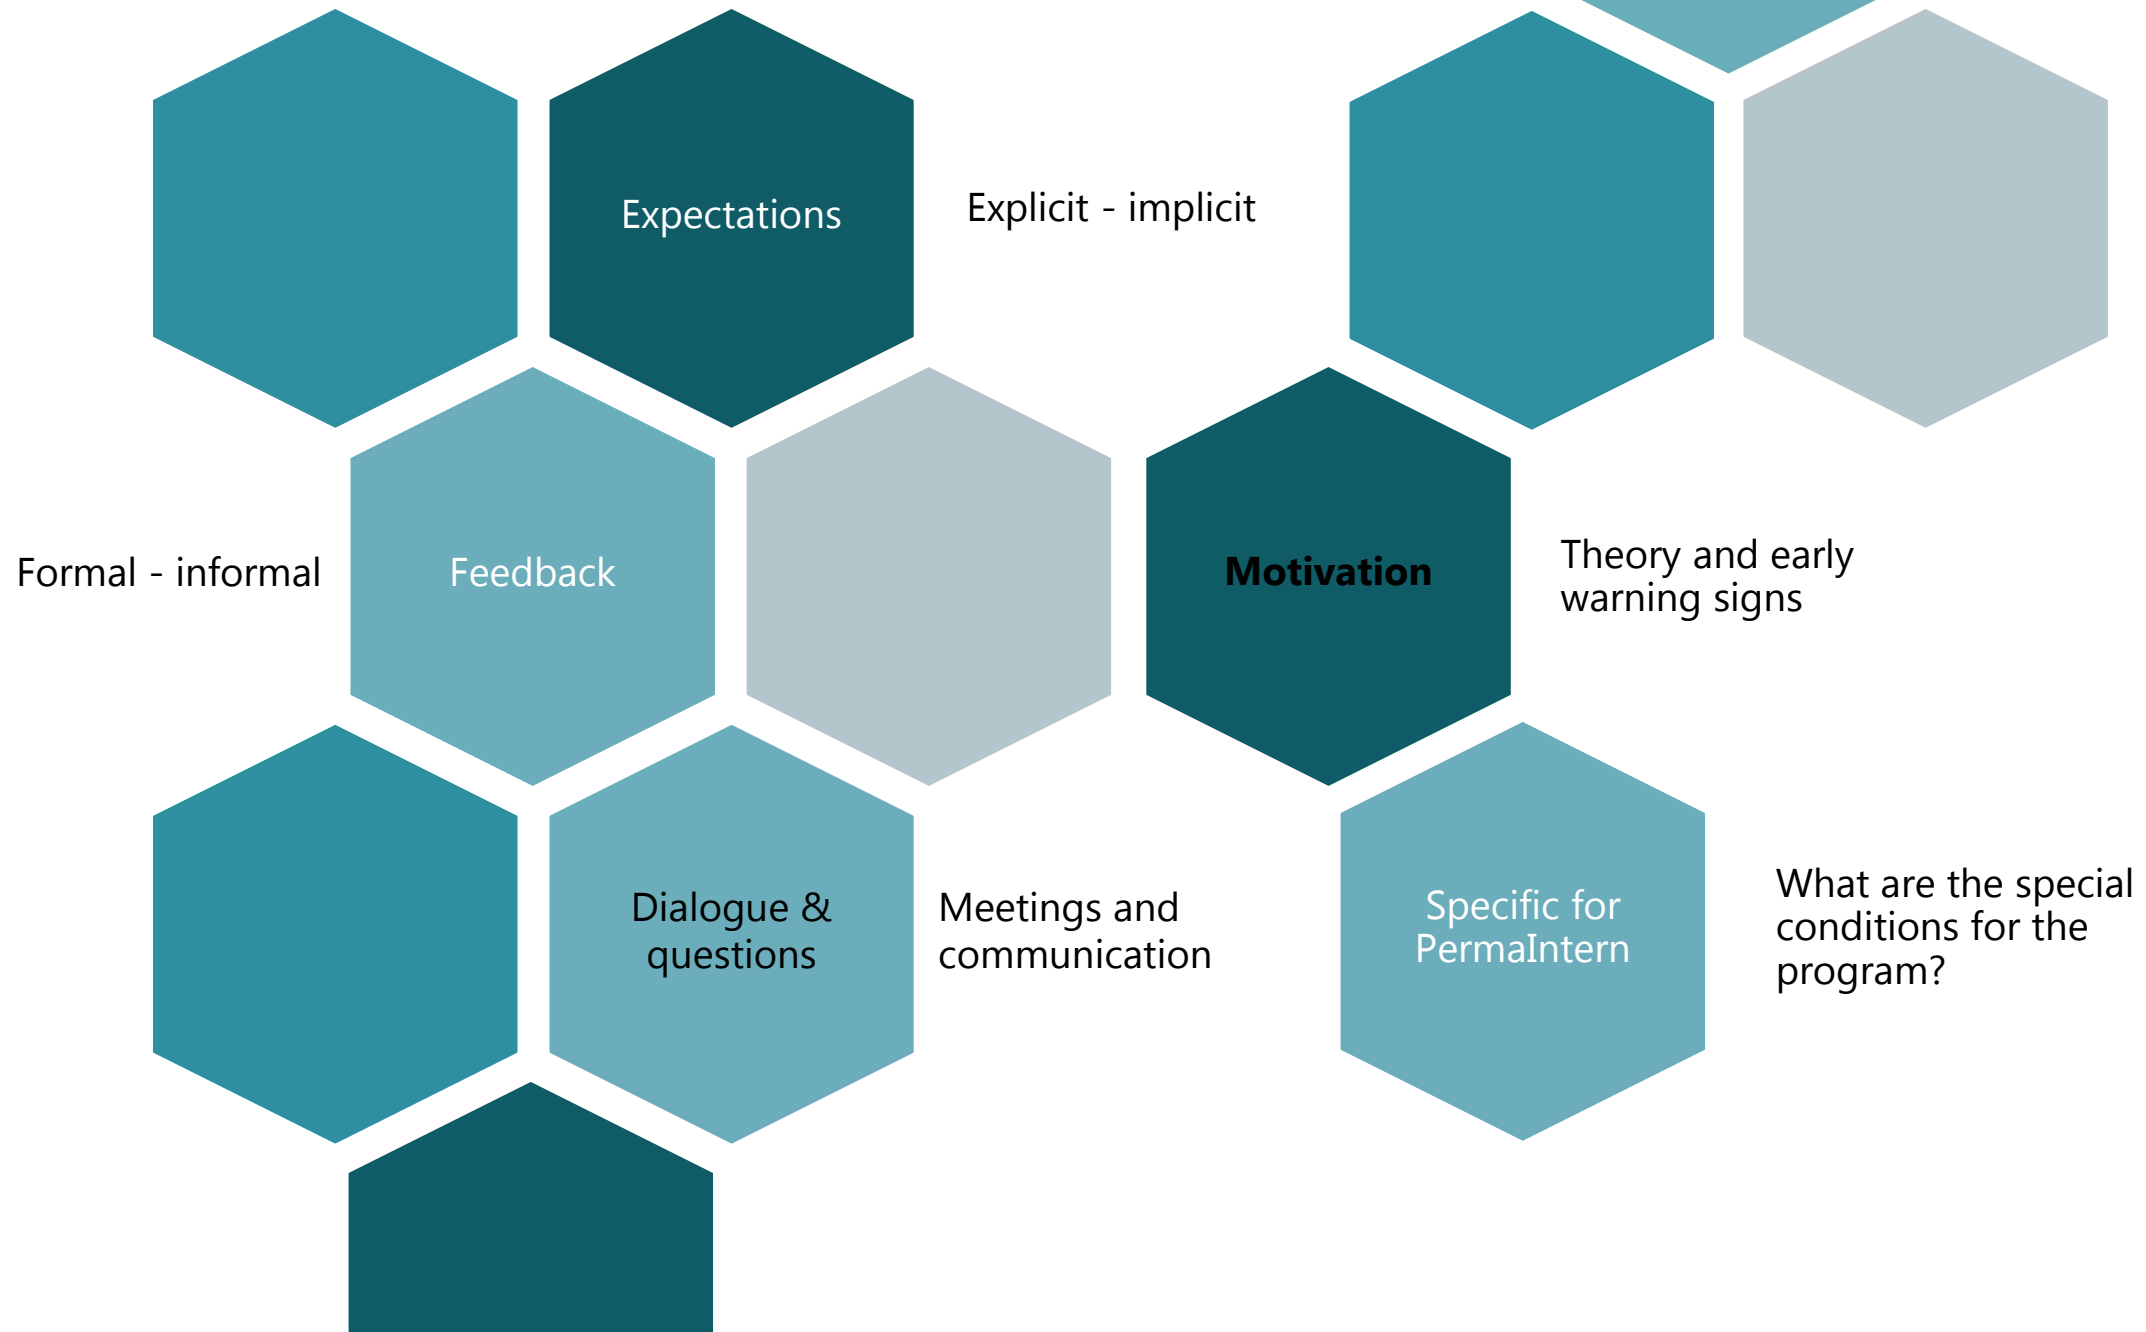 Expectations
Explicit - implicit
Formal - informal
Feedback
Motivation
Theory and early
warning signs
Dialogue &
questions
Meetings and
communication
Specific for
PermaIntern
What are the special
conditions for the
program?